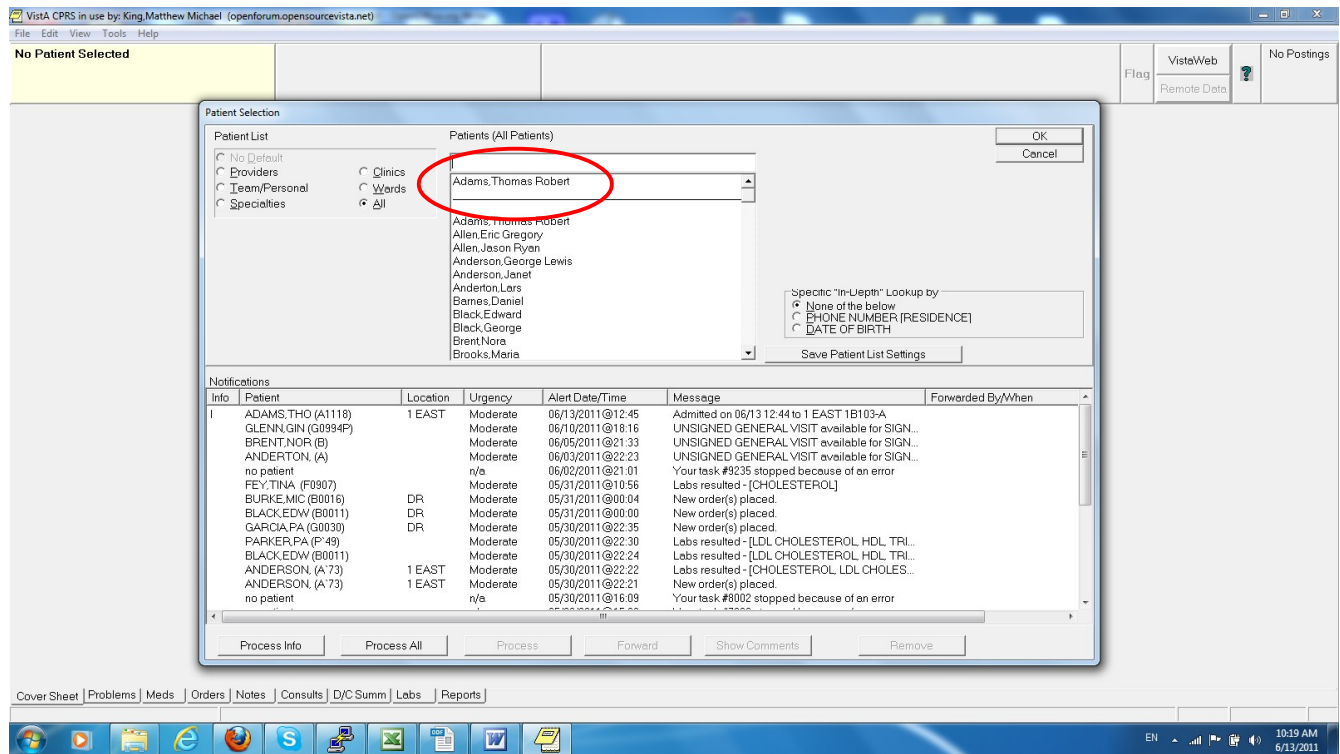 VistA CPRS in use by: King,Matthew Michael (openforum.opensourcevista.net)
File Edit View Tools Help
No Patient Selected
Flag
VistaWeb
Remote Data
?
No Postings
Patient Selection
Patient List
No Default
Providers
Team/Personal
Specialties
Clinics
Wards
All
Patients (All Patients)
Adams,Thomas Robert
Adams,Thomas Robert
Allen,Eric Gregory
Allen,Jason Ryan
Anderson,George Lewis
Anderson,Janet
Anderton,Lars
Barnes,Daniel
Black,Edward
Black,George
Brent,Nora
Brooks,Maria
OK
Cancel
Specific "In-Depth" Lookup by
None of the below
PHONE NUMBER [RESIDENCE]
DATE OF BIRTH
Save Patient List Settings
Notifications
Info Patient Location Urgency Alert Date/Time Message Forwarded By/When
I ADAMS,THO (A1118) 1 EAST Moderate 06/13/2011@12:45 Admitted on 06/13 12:44 to 1 EAST 1B103-A
GLENN,GIN (G0994P) Moderate 06/10/2011@18:16 UNSIGNED GENERAL VISIT available for SIGN...
BRENT,NOR (B) Moderate 06/05/2011@21:33 UNSIGNED GENERAL VISIT available for SIGN...
ANDERTON, (A) Moderate 06/03/2011@22:23 UNSIGNED GENERAL VISIT available for SIGN...
no patient n/a 06/02/2011@21:01 Your task #9235 stopped because of an error
FEY,TINA (F0907) Moderate 05/31/2011@10:56 Labs resulted - [CHOLESTEROL]
BURKE,MIC (B0016) DR Moderate 05/31/2011@00:04 New order(s) placed.
BLACK,EDW (B0011) DR Moderate 05/31/2011@00:00 New order(s) placed.
GARCIA,PA (G0030) DR Moderate 05/30/2011@22:35 New order(s) placed.
PARKER,PA (P`49) Moderate 05/30/2011@22:30 Labs resulted - [LDL CHOLESTEROL, HDL, TRI...
BLACK,EDW (B0011) Moderate 05/30/2011@22:24 Labs resulted - [LDL CHOLESTEROL, HDL, TRI...
ANDERSON, (A`73) 1 EAST Moderate 05/30/2011@22:22 Labs resulted - [CHOLESTEROL, LDL CHOLES...
ANDERSON, (A`73) 1 EAST Moderate 05/30/2011@22:21 New order(s) placed.
no patient n/a 05/30/2011@16:09 Your task #8002 stopped because of an error
Process Info Process All Process Forward Show Comments Remove
Cover Sheet Problems Meds Orders Notes Consults D/C Summ Labs Reports
EN
10:19 AM
6/13/2011